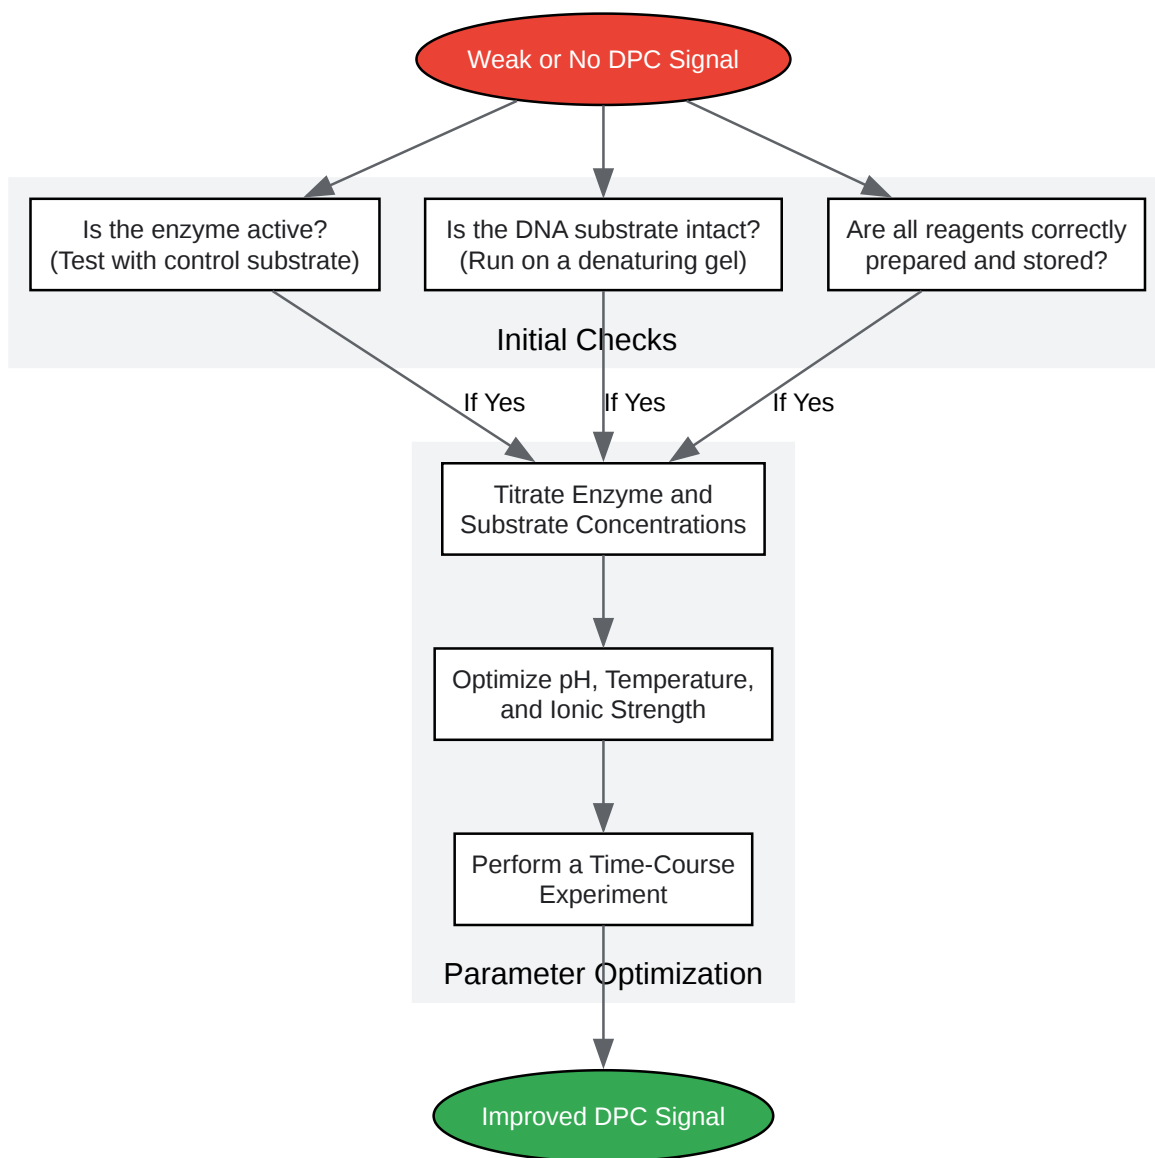 Weak or No DPC Signal
Is the enzyme active?
(Test with control substrate)
Is the DNA substrate intact?
(Run on a denaturing gel)
Are all reagents correctly
prepared and stored?
Initial Checks
If Yes
If Yes
If Yes
Titrate Enzyme and
Substrate Concentrations
Optimize pH, Temperature,
and Ionic Strength
Perform a Time-Course
Experiment
Parameter Optimization
Improved DPC Signal